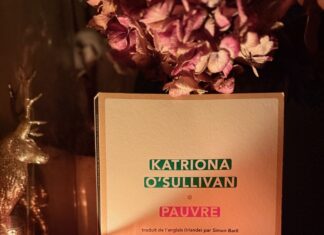 KATRIONA
O'SULLIVAN
PAUVRE
traduit de l'anglais (Irlande) par Simon Baril